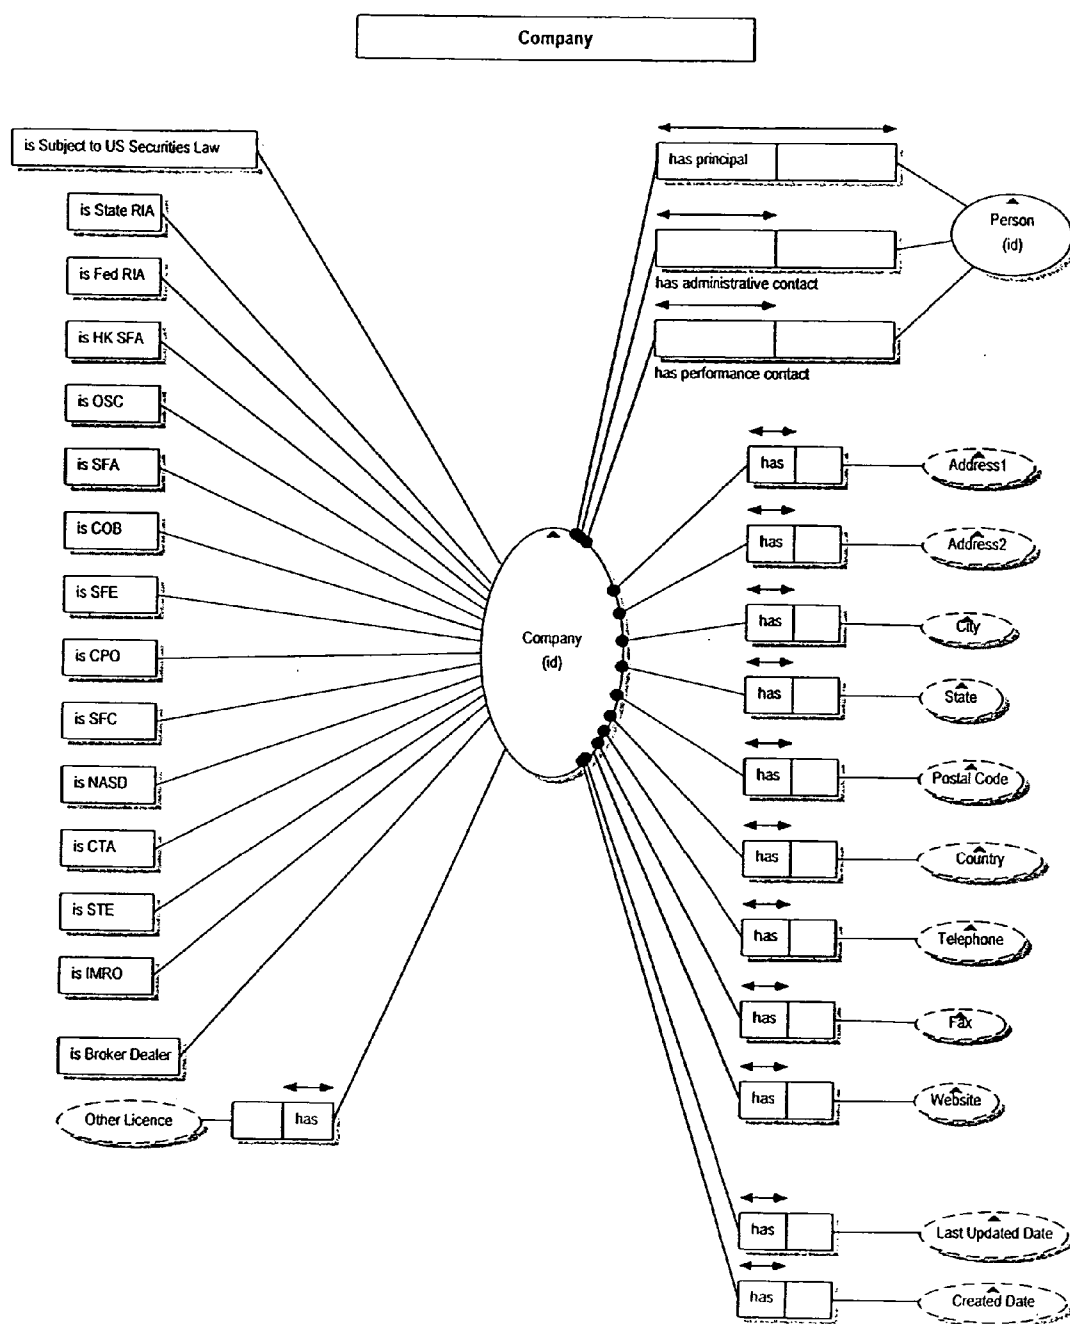 Company
is Subject to US Securities Law
is State RIA
is Fed RIA
is HK SFA
is OSC
is SFA
is COB
is SFE
is CPO
is SFC
is NASD
is CTA
is STE
is IMRO
is Broker Dealer
Other Licence
has
Company
(id)
has principal
has administrative contact
has performance contact
Person
(id)
has
Address1
has
Address2
has
City
has
State
has
Postal Code
has
Country
has
Telephone
has
Fax
has
Website
has
Last Updated Date
has
Created Date